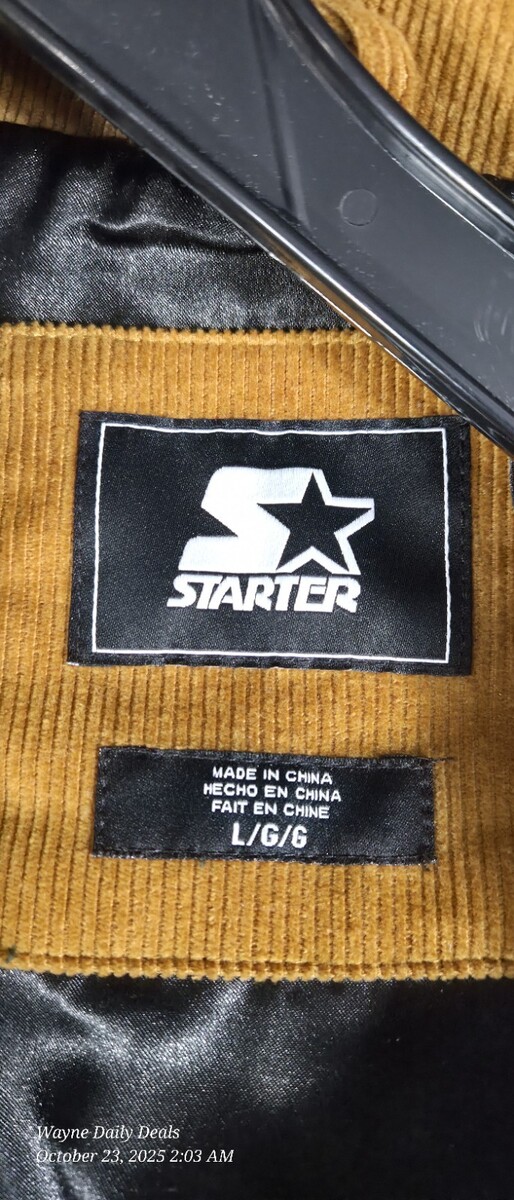 STARTER
MADE IN CHINA
HECHO EN CHINA
FAIT EN CHINE
L/G/G
Wayne Daily Deals
October 23, 2025 2:03 AM